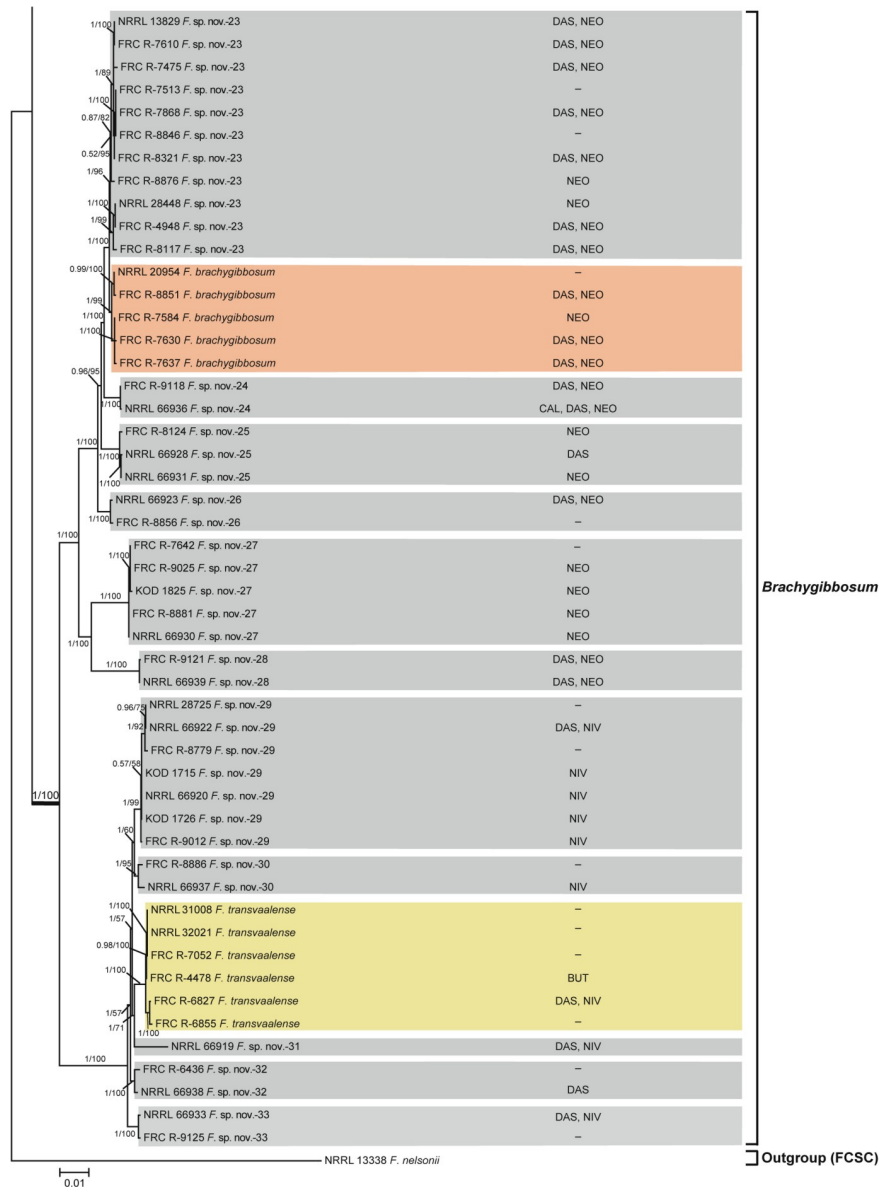 1/100
NRRL 13829 F. sp. nov.-23 DAS, NEO
FRC R-7610 F. sp. nov.-23 DAS, NEO
FRC R-7475 F. sp. nov.-23 DAS, NEO
1/89
FRC R-7513 F. sp. nov.-23 –
1/100
FRC R-7868 F. sp. nov.-23 DAS, NEO
0.87/82
FRC R-8846 F. sp. nov.-23 –
0.52/95
FRC R-8321 F. sp. nov.-23 DAS, NEO
1/96
FRC R-8876 F. sp. nov.-23 NEO
NRRL 28448 F. sp. nov.-23 NEO
1/100
1/99
FRC R-4948 F. sp. nov.-23 DAS, NEO
1/100
FRC R-8117 F. sp. nov.-23 DAS, NEO
0.99/100
NRRL 20954 F. brachygibbosum –
FRC R-8851 F. brachygibbosum DAS, NEO
1/99
FRC R-7584 F. brachygibbosum NEO
1/100
1/100
FRC R-7630 F. brachygibbosum DAS, NEO
FRC R-7637 F. brachygibbosum DAS, NEO
0.96/95
FRC R-9118 F. sp. nov.-24 DAS, NEO
1/100
NRRL 66936 F. sp. nov.-24 CAL, DAS, NEO
FRC R-8124 F. sp. nov.-25 NEO
1/100
NRRL 66928 F. sp. nov.-25 DAS
NRRL 66931 F. sp. nov.-25 NEO
1/100
NRRL 66923 F. sp. nov.-26 DAS, NEO
1/100
FRC R-8856 F. sp. nov.-26 –
1/100
FRC R-7642 F. sp. nov.-27 –
1/100
FRC R-9025 F. sp. nov.-27 NEO
KOD 1825 F. sp. nov.-27 NEO
Brachygibbosum
1/100
FRC R-8881 F. sp. nov.-27 NEO
NRRL 66930 F. sp. nov.-27 NEO
1/100
FRC R-9121 F. sp. nov.-28 DAS, NEO
1/100
NRRL 66939 F. sp. nov.-28 DAS, NEO
NRRL 28725 F. sp. nov.-29 –
0.96/75
NRRL 66922 F. sp. nov.-29 DAS, NIV
1/92
FRC R-8779 F. sp. nov.-29 –
0.57/58
KOD 1715 F. sp. nov.-29 NIV
NRRL 66920 F. sp. nov.-29 NIV
1/100
1/99
KOD 1726 F. sp. nov.-29 NIV
1/60
FRC R-9012 F. sp. nov.-29 NIV
FRC R-8886 F. sp. nov.-30 –
1/95
NRRL 66937 F. sp. nov.-30 NIV
1/100
NRRL 31008 F. transvaalense –
1/57
NRRL 32021 F. transvaalense –
0.98/100
FRC R-7052 F. transvaalense –
1/100
FRC R-4478 F. transvaalense BUT
FRC R-6827 F. transvaalense DAS, NIV
1/57
FRC R-6855 F. transvaalense –
1/71
1/100
NRRL 66919 F. sp. nov.-31 DAS, NIV
1/100
FRC R-6436 F. sp. nov.-32 –
1/100
NRRL 66938 F. sp. nov.-32 DAS
NRRL 66933 F. sp. nov.-33 DAS, NIV
1/100
FRC R-9125 F. sp. nov.-33 –
NRRL 13338 F. nelsonii Outgroup (FCSC)
0.01